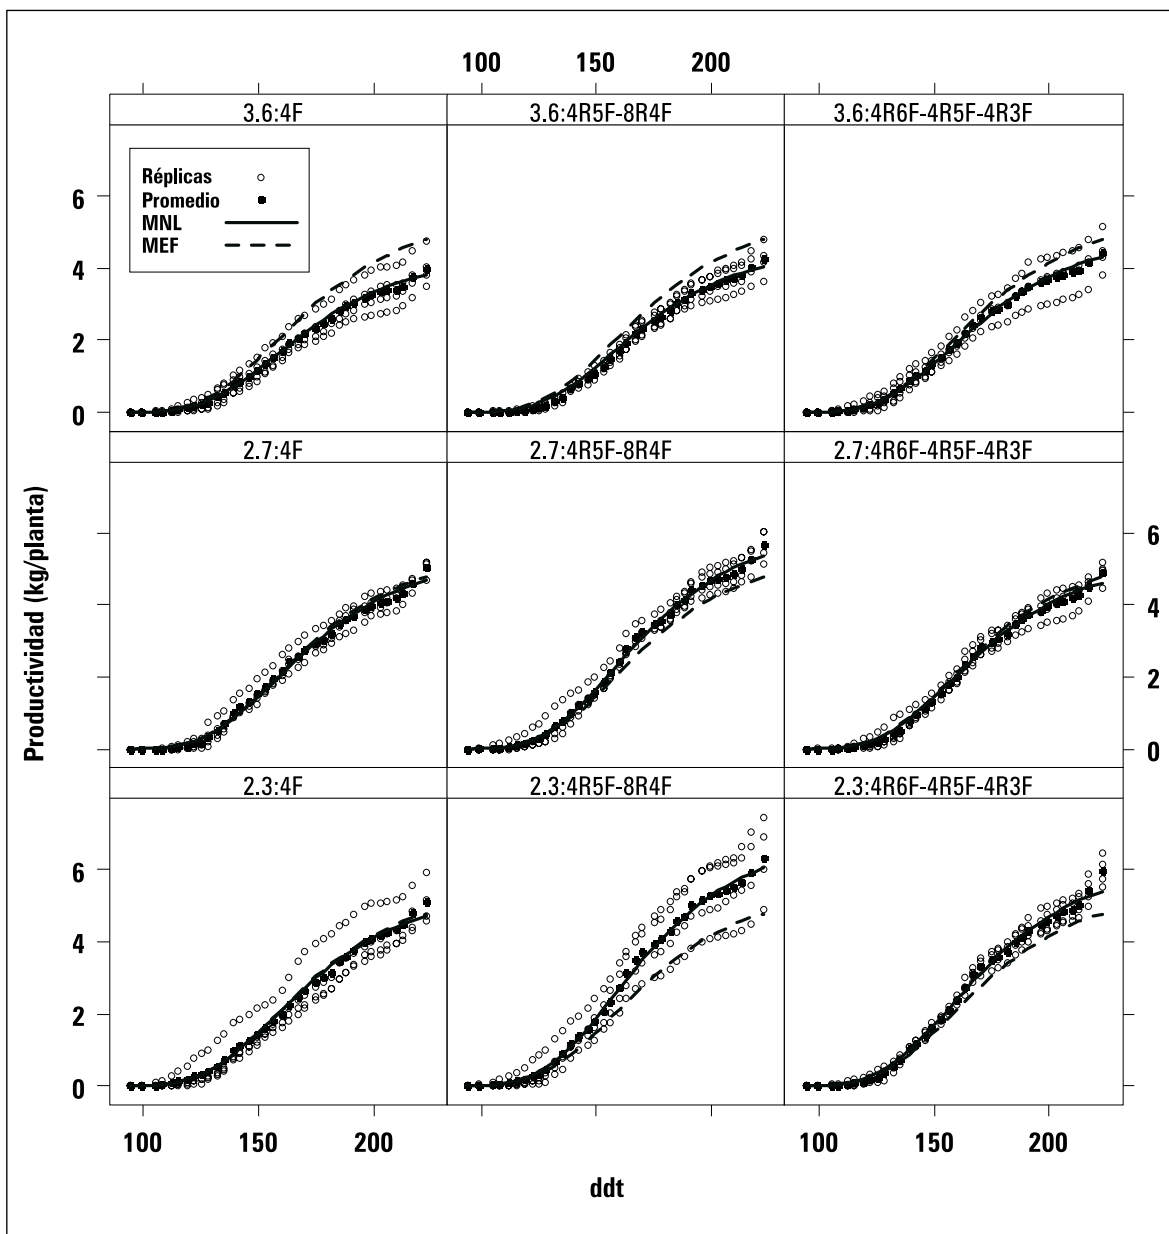 100 150 200
3.6:4F 3.6:4R5F-8R4F 3.6:4R6F-4R5F-4R3F
Réplicas
Promedio
MNL
MEF
6
4
2
0
2.7:4F 2.7:4R5F-8R4F 2.7:4R6F-4R5F-4R3F
Productividad (kg/planta)
6
4
2
0
2.3:4F 2.3:4R5F-8R4F 2.3:4R6F-4R5F-4R3F
6
4
2
0
100 150 200 100 150 200
ddt